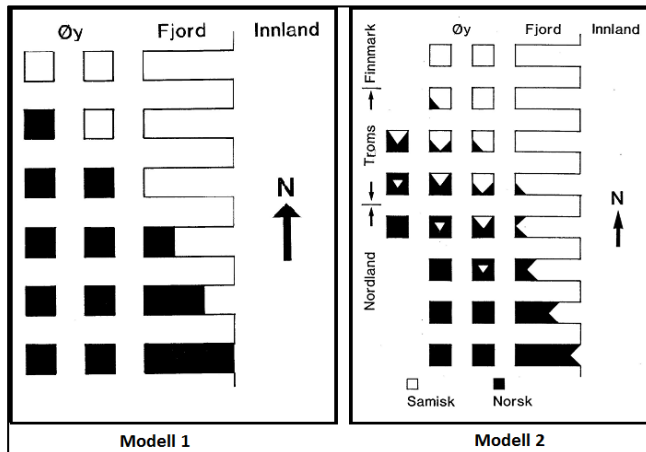 Øy Fjord Innland
N
Modell 1
Øy Fjord Innland
Finnmark
Troms
Nordland
N
Samisk Norsk
Modell 2